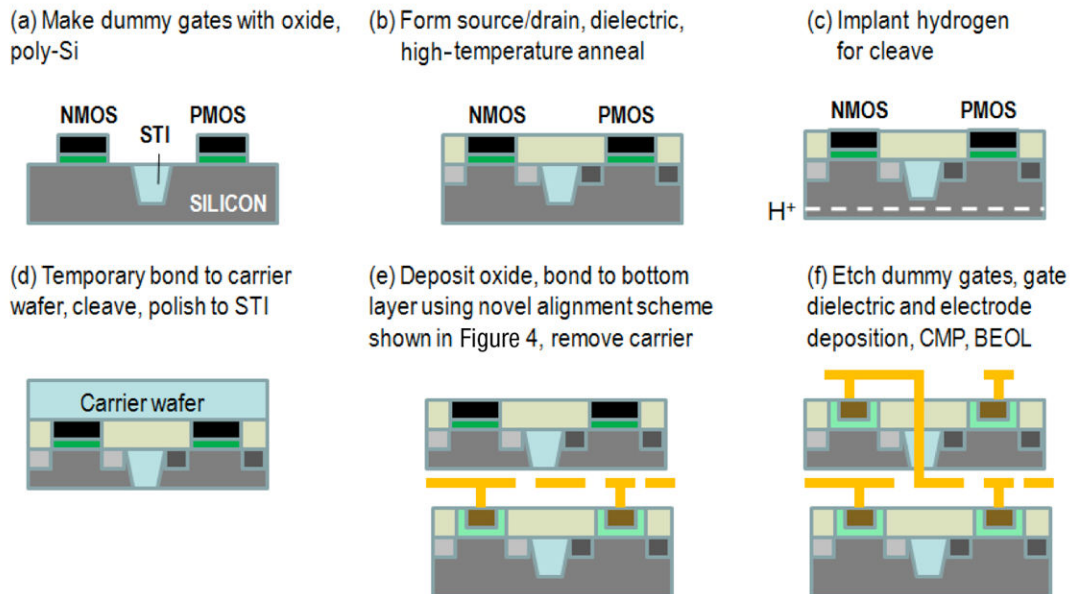 (a) Make dummy gates with oxide,
poly-Si
NMOS
PMOS
STI
SILICON
(b) Form source/drain, dielectric,
high-temperature anneal
NMOS
PMOS
(c) Implant hydrogen
for cleave
NMOS
PMOS
H⁺
(d) Temporary bond to carrier
wafer, cleave, polish to STI
Carrier wafer
(e) Deposit oxide, bond to bottom
layer using novel alignment scheme
shown in Figure 4, remove carrier
(f) Etch dummy gates, gate
dielectric and electrode
deposition, CMP, BEOL